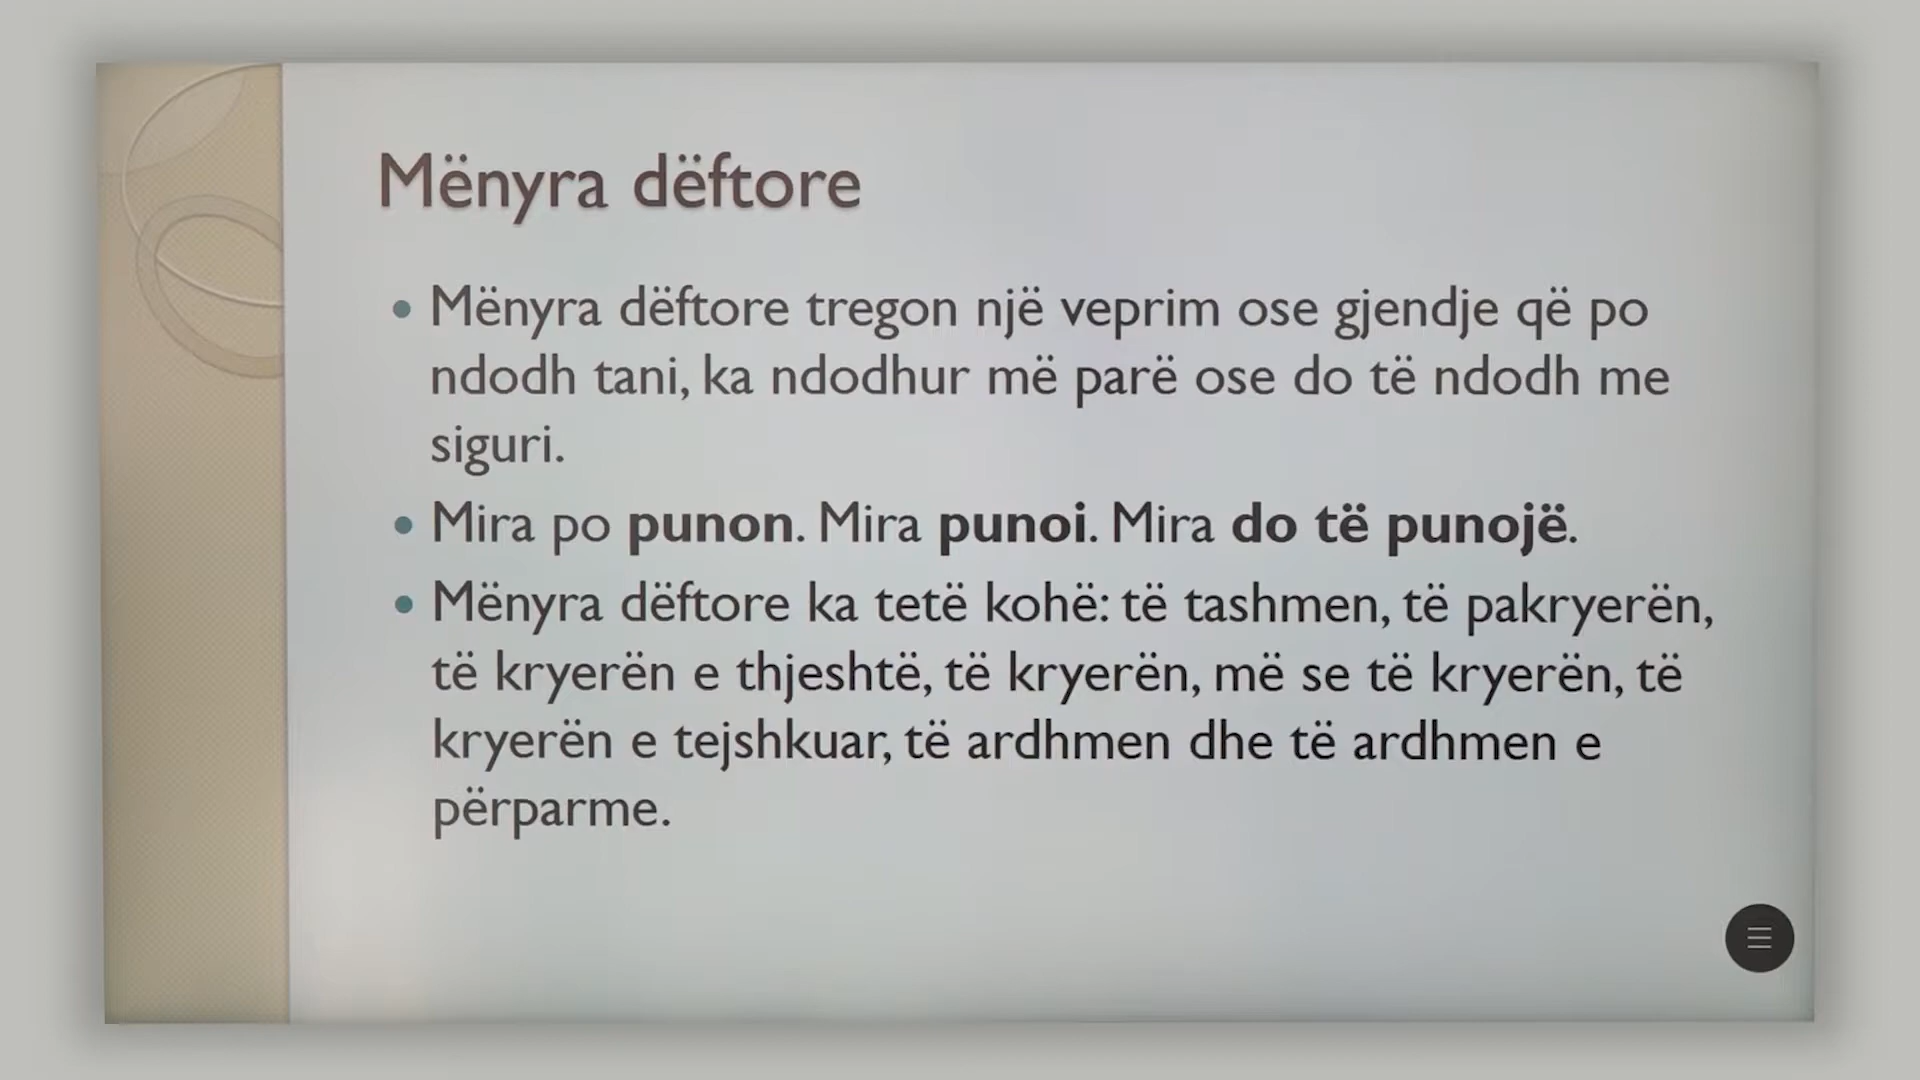 Mënyra dëftore
• Mënyra dëftore tregon një veprim ose gjendje që po
ndodh tani, ka ndodhur më parë ose do të ndodh me
siguri.
• Mira po punon. Mira punoi. Mira do të punojë.
• Mënyra dëftore ka tetë kohë: të tashmen, të pakryerën,
të kryerën e thjeshtë, të kryerën, më se të kryerën, të
kryerën e tejshkuar, të ardhmen dhe të ardhmen e
përparme.